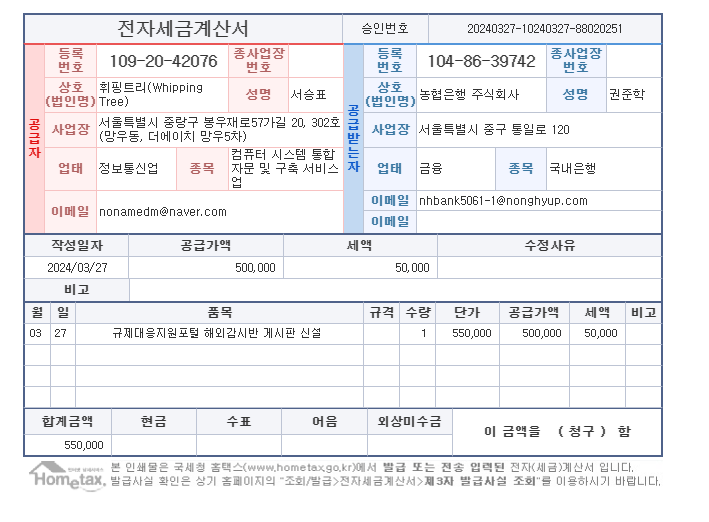 전자세금계산서 승인번호 20240327-10240327-88020251
공급자
등록번호 109-20-42076 종사업장번호
상호(법인명) 휘핑트리(Whipping Tree) 성명 서승표
사업장 서울특별시 중랑구 봉우재로57가길 20, 302호(망우동, 더에이치 망우5차)
업태 정보통신업 종목 컴퓨터 시스템 통합 자문 및 구축 서비스업
이메일 nonamedm@naver.com
공급받는자
등록번호 104-86-39742 종사업장번호
상호(법인명) 농협은행 주식회사 성명 권준학
사업장 서울특별시 중구 통일로 120
업태 금융 종목 국내은행
이메일 nhbank5061-1@nonghyup.com
이메일
작성일자 공급가액 세액 수정사유
2024/03/27 500,000 50,000
비고
월 일 품목 규격 수량 단가 공급가액 세액 비고
03 27 규제대응지원포털 해외감시반 게시판 신설 1 550,000 500,000 50,000
합계금액 현금 수표 어음 외상미수금 이 금액을 ( 청구 ) 함
550,000
Hometax.
본 인쇄물은 국세청 홈택스(www.hometax.go.kr)에서 발급 또는 전송 입력된 전자(세금)계산서 입니다.
발급사실 확인은 상기 홈페이지의 "조회/발급>전자세금계산서>제3자 발급사실 조회"를 이용하시기 바랍니다.